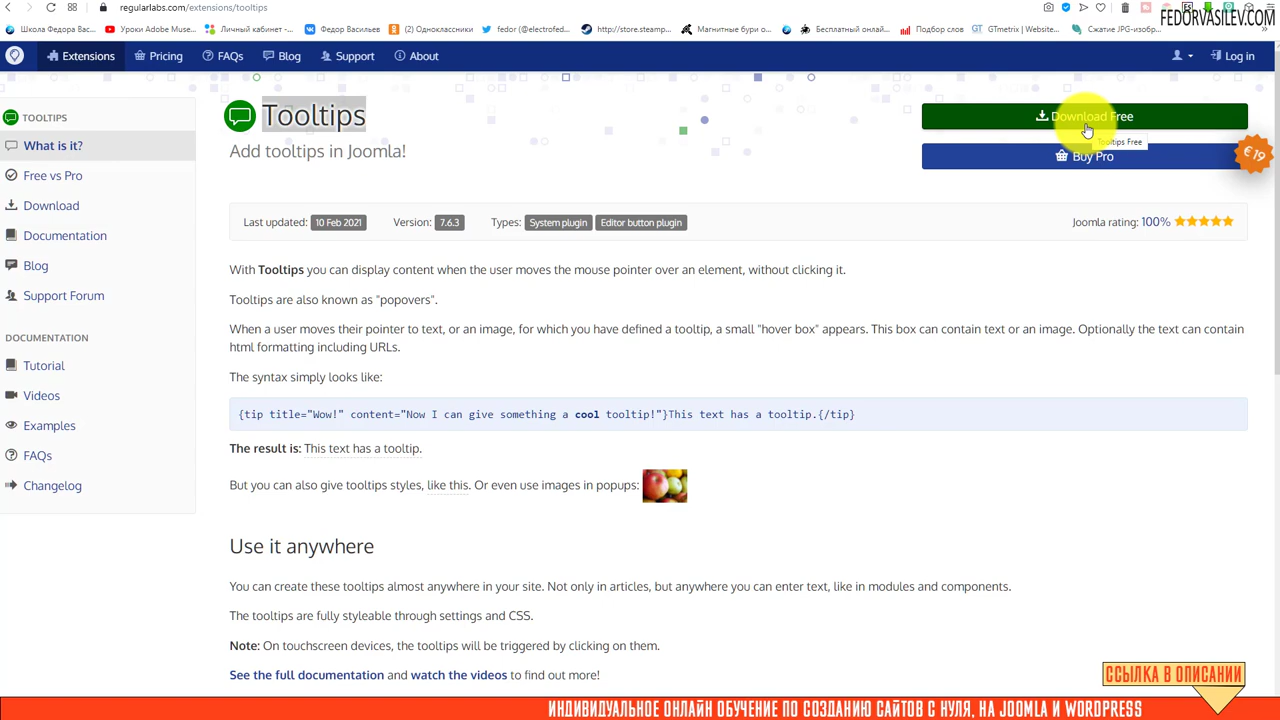 regularlabs.com/extensions/tooltips
FEDORVASILEV.COM
Школа Федора Вас...
Уроки Adobe Muse...
Личный кабинет -...
Федор Васильев
(2) Одноклассники
fedor (@electrofed...
http://store.steamp...
Магнитные бури о...
Бесплатный онлай...
Подбор слов
GTmetrix | Website...
Сжатие JPG-изобр...
Extensions
Pricing
FAQs
Blog
Support
About
Log in
TOOLTIPS
What is it?
Free vs Pro
Download
Documentation
Blog
Support Forum
DOCUMENTATION
Tutorial
Videos
Examples
FAQs
Changelog
Tooltips
Add tooltips in Joomla!
Download Free
Tooltips Free
Buy Pro
€19
Last updated: 10 Feb 2021 Version: 7.6.3 Types: System plugin Editor button plugin Joomla rating: 100%
With Tooltips you can display content when the user moves the mouse pointer over an element, without clicking it.
Tooltips are also known as "popovers".
When a user moves their pointer to text, or an image, for which you have defined a tooltip, a small "hover box" appears. This box can contain text or an image. Optionally the text can contain
html formatting including URLs.
The syntax simply looks like:
{tip title="Wow!" content="Now I can give something a cool tooltip!"}This text has a tooltip.{/tip}
The result is: This text has a tooltip.
But you can also give tooltips styles, like this. Or even use images in popups:
Use it anywhere
You can create these tooltips almost anywhere in your site. Not only in articles, but anywhere you can enter text, like in modules and components.
The tooltips are fully styleable through settings and CSS.
Note: On touchscreen devices, the tooltips will be triggered by clicking on them.
See the full documentation and watch the videos to find out more!
ССЫЛКА В ОПИСАНИИ
ИНДИВИДУАЛЬНОЕ ОНЛАЙН ОБУЧЕНИЕ ПО СОЗДАНИЮ САЙТОВ С НУЛЯ, НА JOOMLA И WORDPRESS